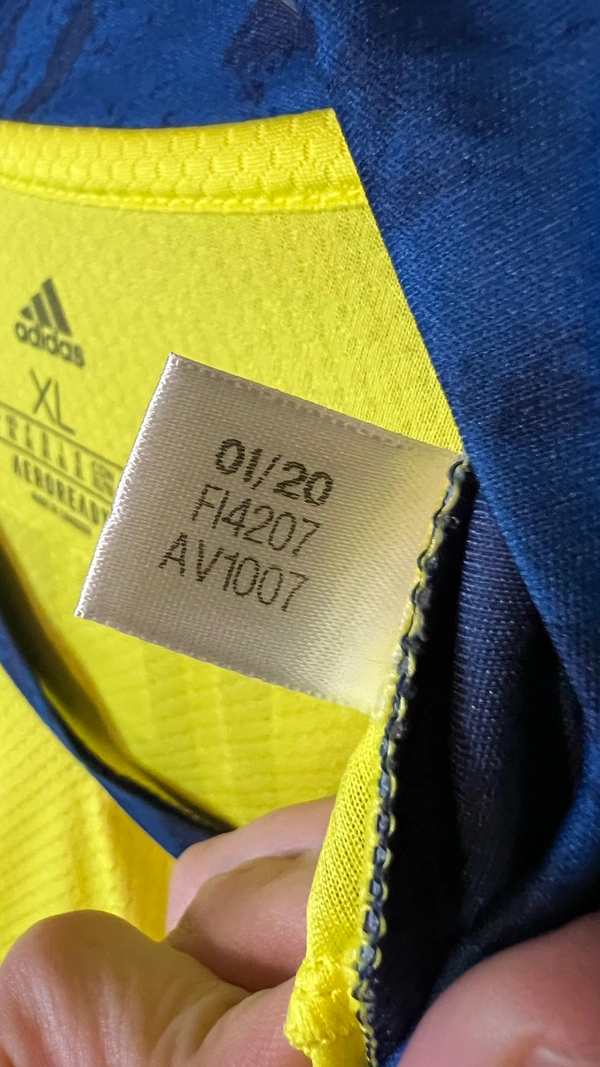 adidas
XL
AEROREADY
01/20
FI4207
AV1007